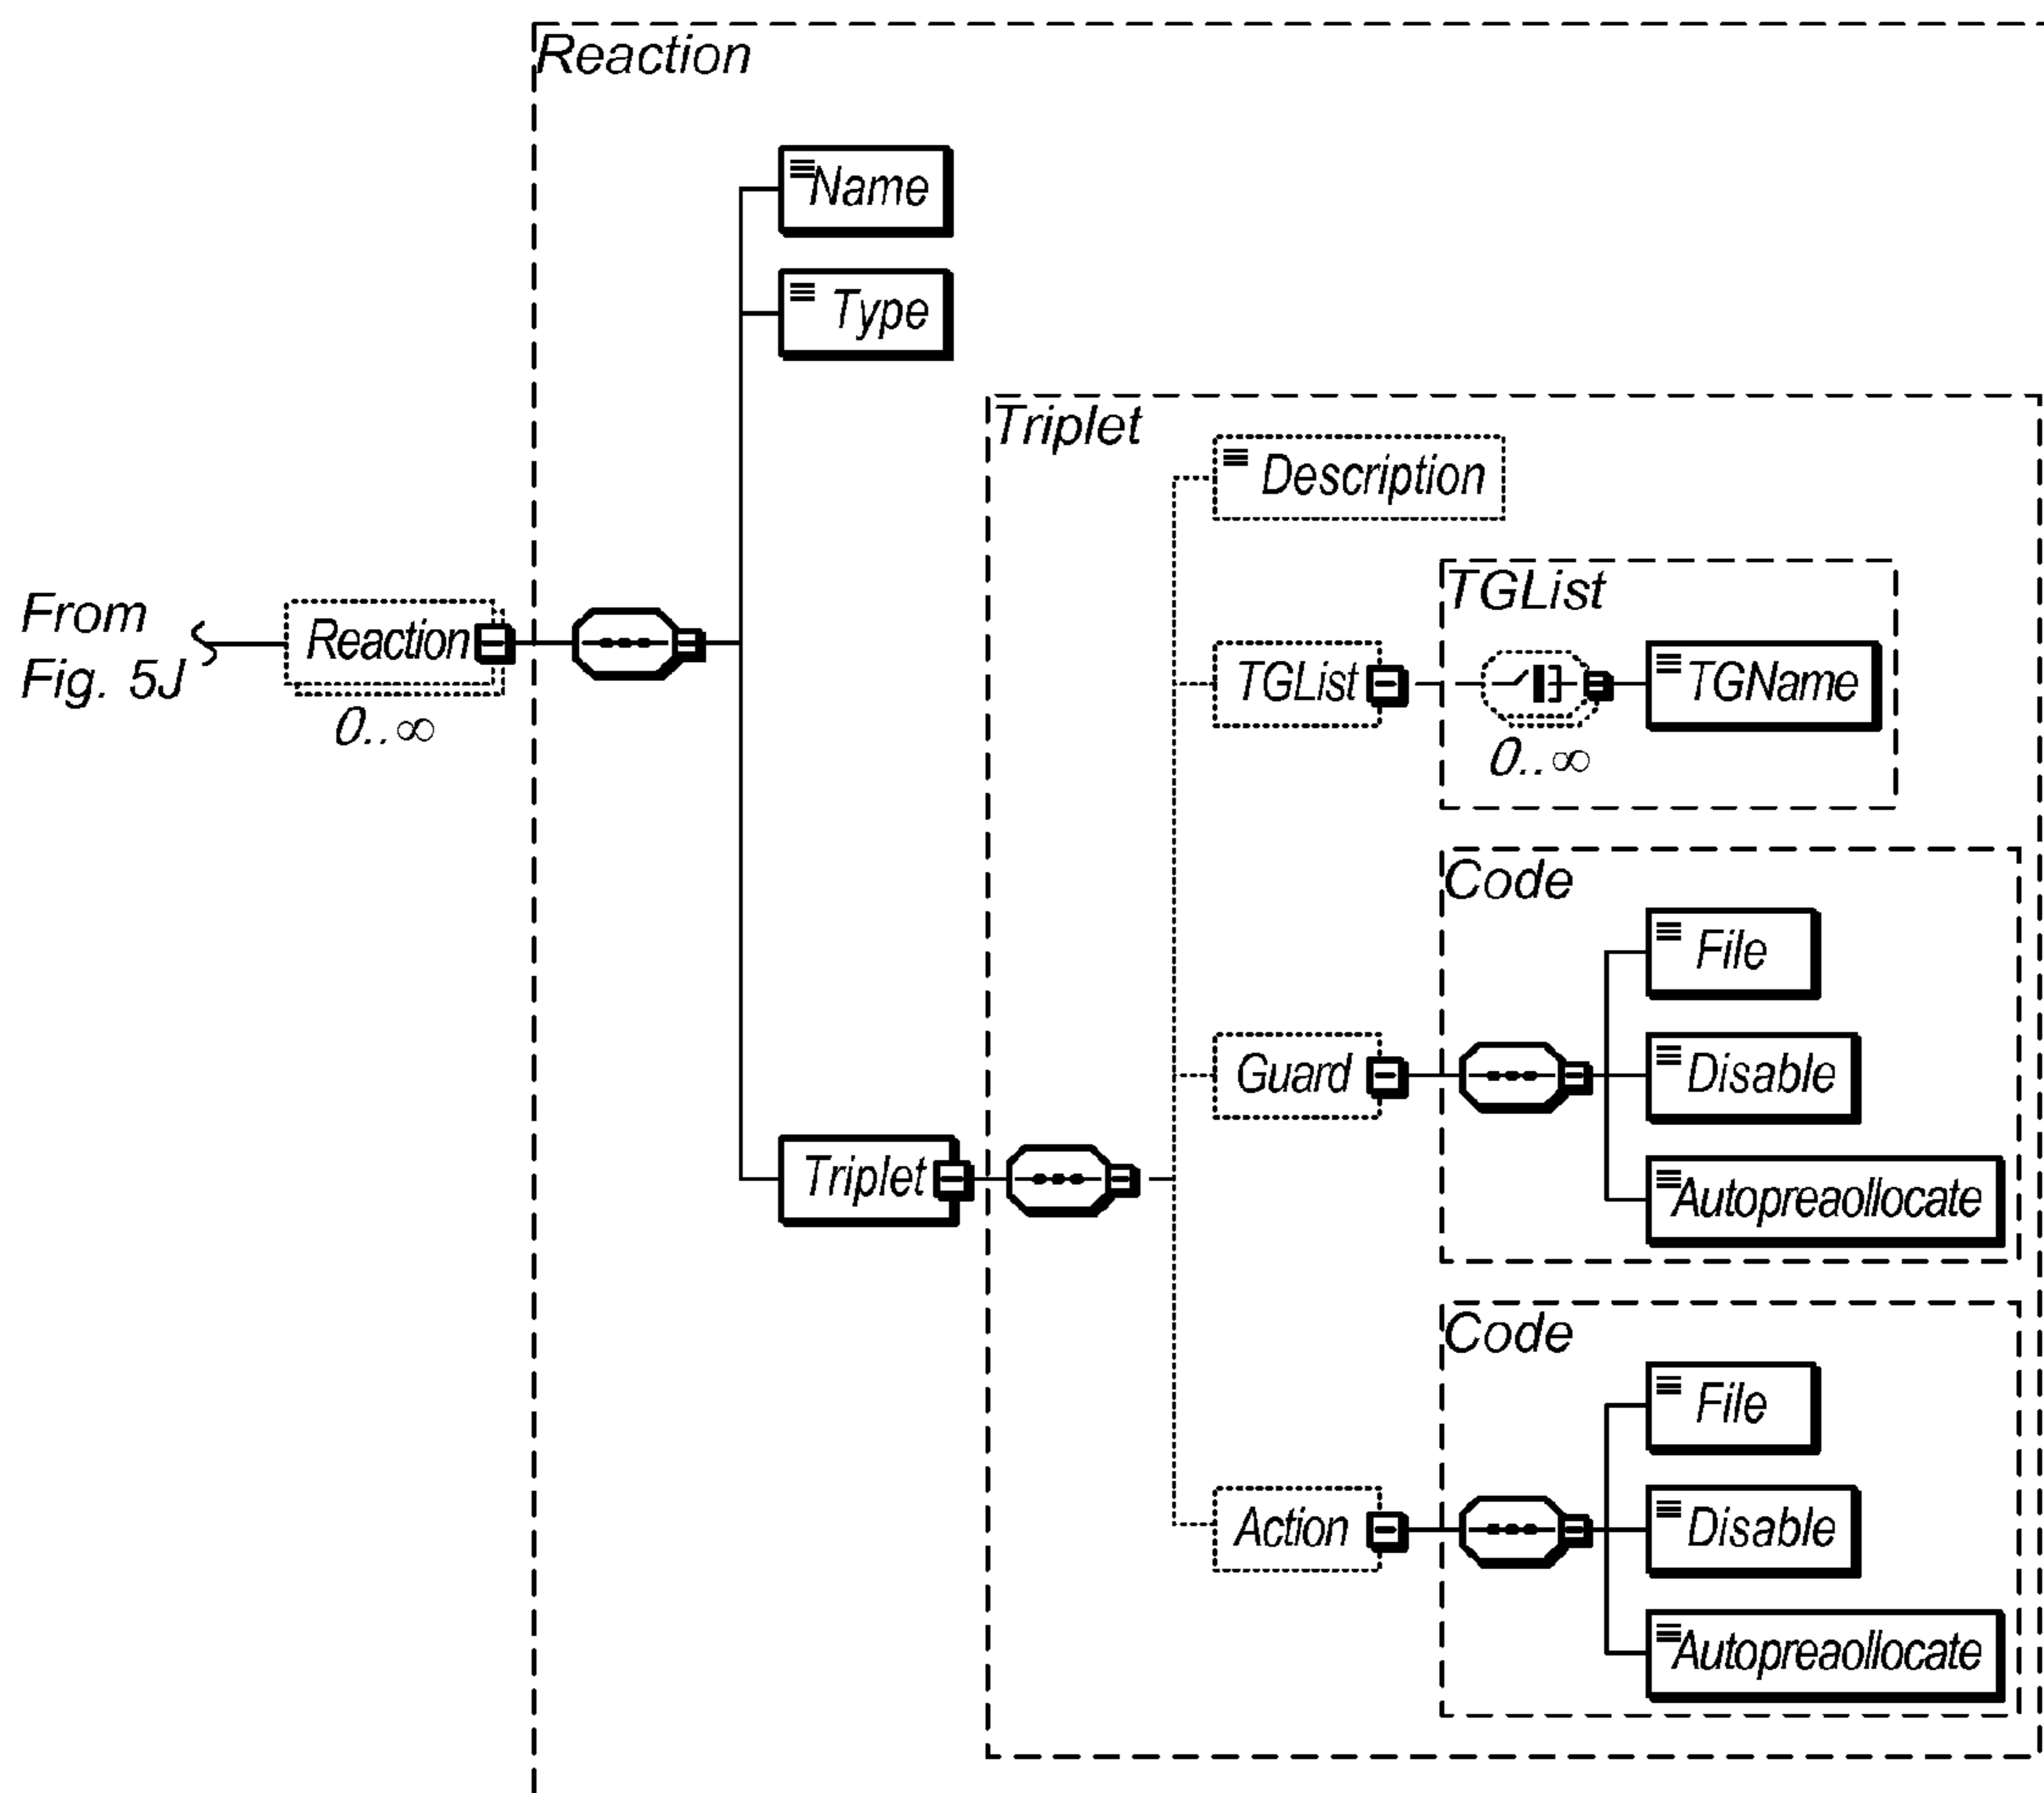 Reaction
Name
Type
Triplet
Description
TGList
From
Fig. 5J
Reaction
0..∞
TGList
TGName
0..∞
Code
File
Guard
Disable
Triplet
Autopreaollocate
Code
File
Action
Disable
Autopreaollocate